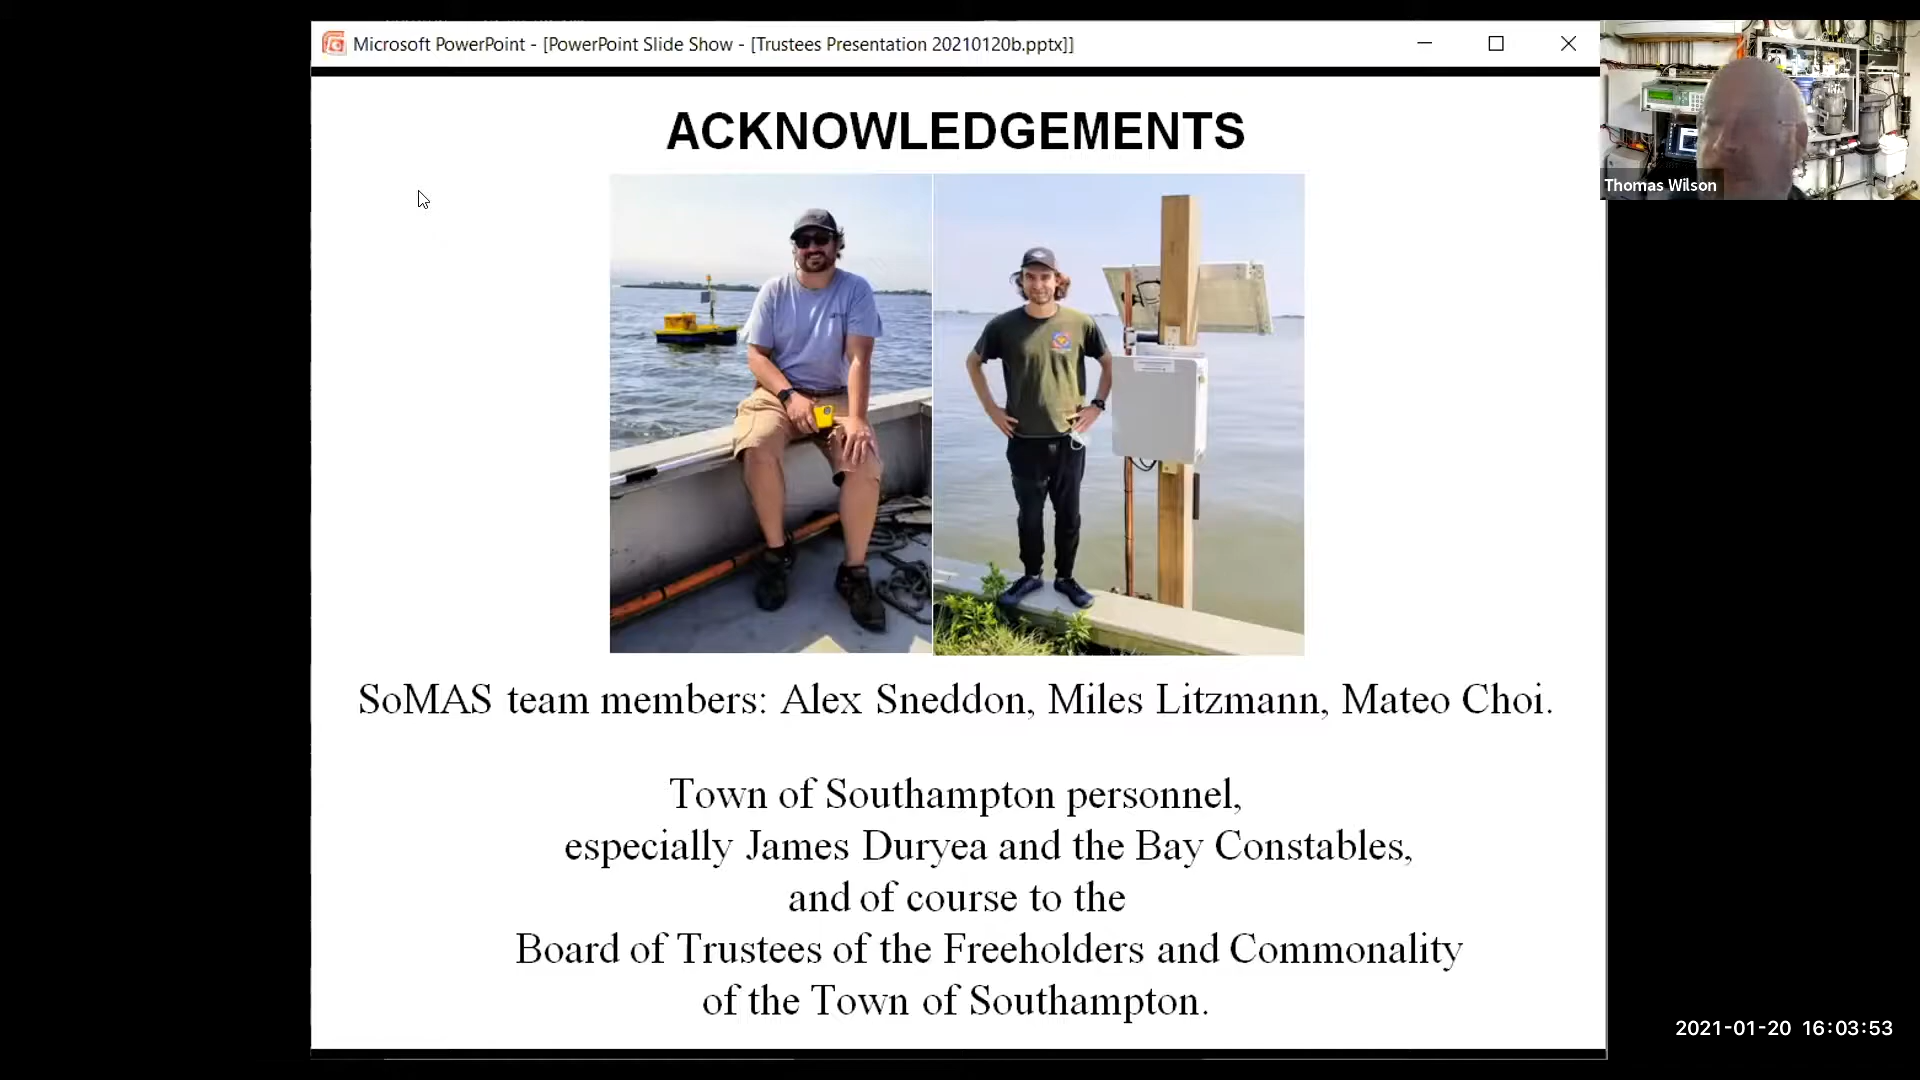 Microsoft PowerPoint - [PowerPoint Slide Show - [Trustees Presentation 20210120b.pptx]]
ACKNOWLEDGEMENTS
Thomas Wilson
SoMAS team members: Alex Sneddon, Miles Litzmann, Mateo Choi.
Town of Southampton personnel,
especially James Duryea and the Bay Constables,
and of course to the
Board of Trustees of the Freeholders and Commonality
of the Town of Southampton.
2021-01-20 16:03:53